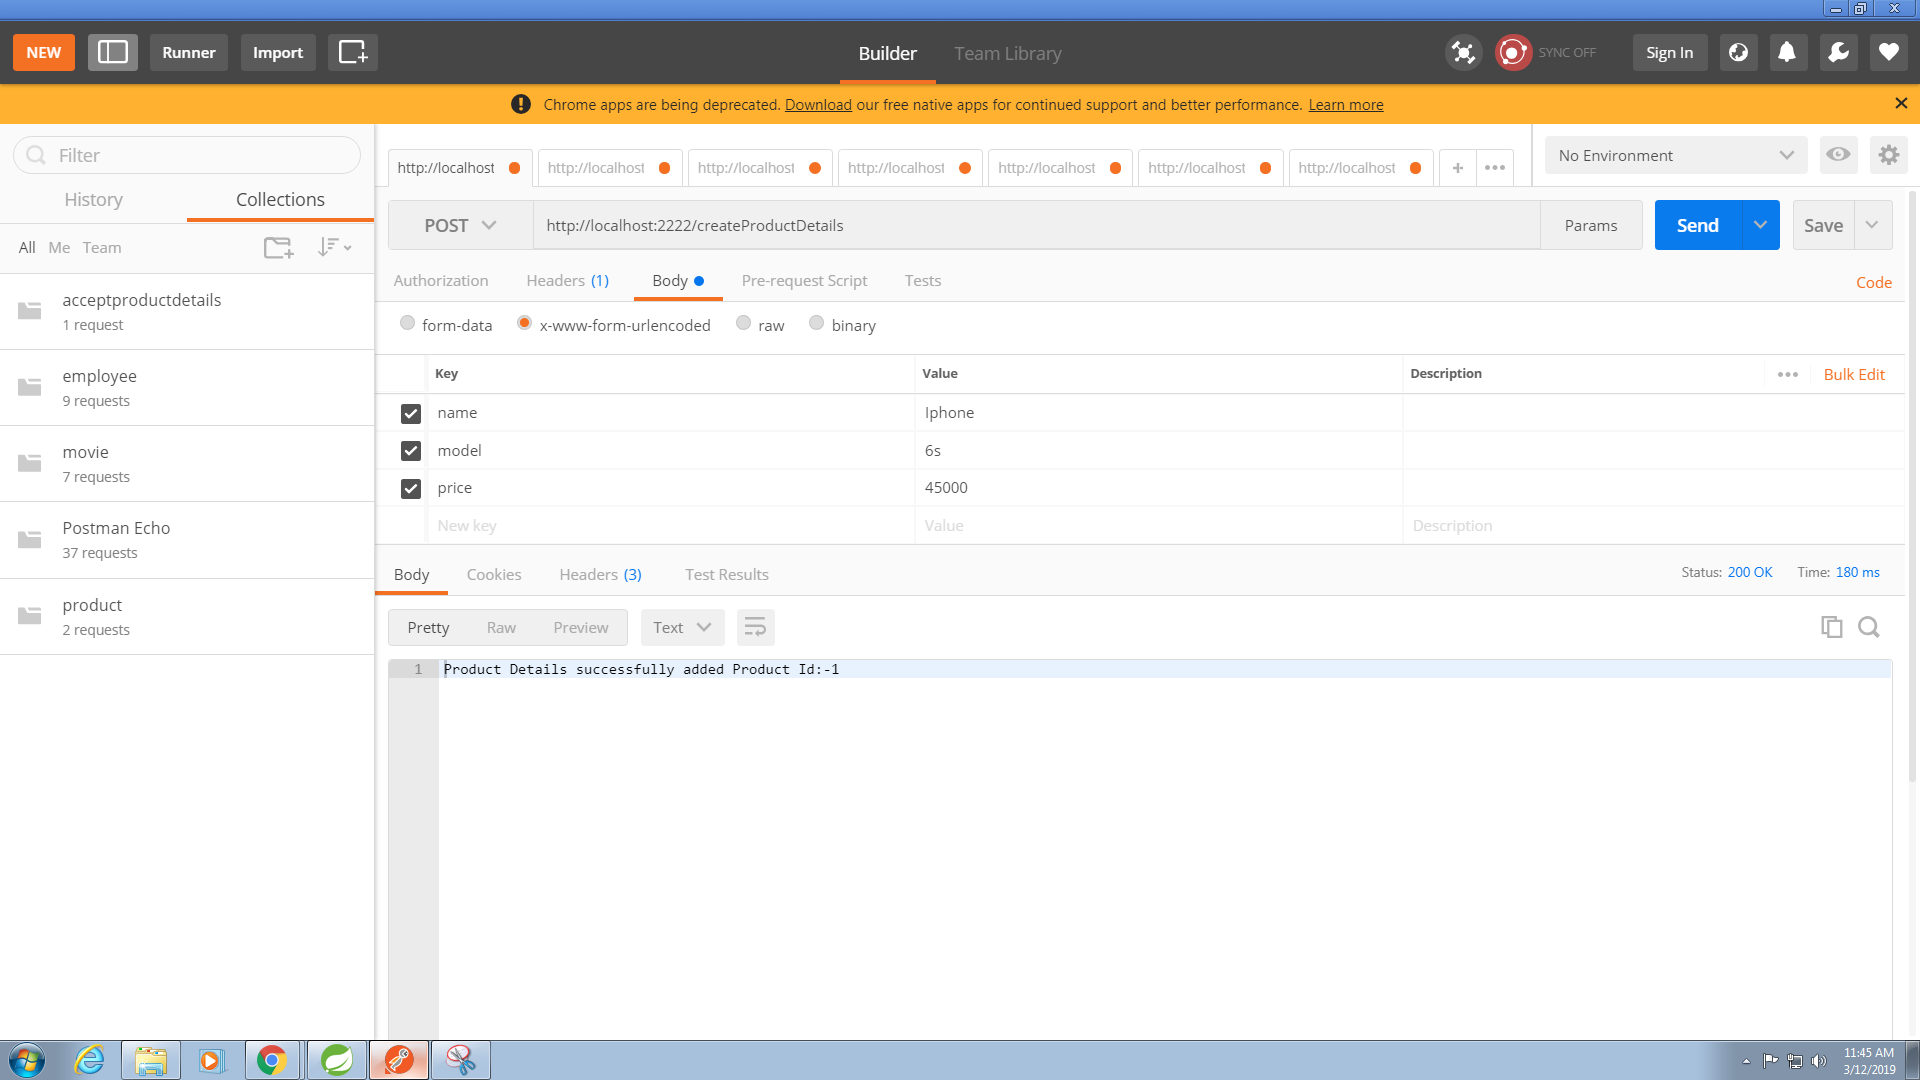 NEW Runner Import Builder Team Library SYNC OFF Sign In
Chrome apps are being deprecated. Download our free native apps for continued support and better performance. Learn more
Filter
History Collections
All Me Team
acceptproductdetails
1 request
employee
9 requests
movie
7 requests
Postman Echo
37 requests
product
2 requests
http://localhost http://localhost http://localhost http://localhost http://localhost http://localhost http://localhost + No Environment
POST http://localhost:2222/createProductDetails Params Send Save
Authorization Headers (1) Body Pre-request Script Tests Code
form-data x-www-form-urlencoded raw binary
Key Value Description Bulk Edit
name Iphone
model 6s
price 45000
New key Value Description
Body Cookies Headers (3) Test Results Status: 200 OK Time: 180 ms
Pretty Raw Preview Text
1 Product Details successfully added Product Id:-1
11:45 AM
3/12/2019